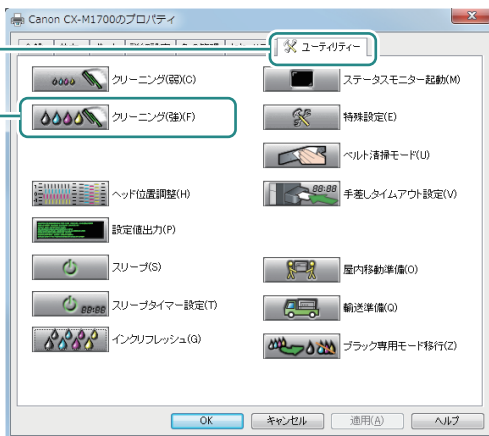 Canon CX-M1700のプロパティ
ユーティリティー
クリーニング(弱)(C)
ステータスモニター起動(M)
クリーニング(強)(F)
特殊設定(E)
ベルト清掃モード(U)
ヘッド位置調整(H)
88:88
手差しタイムアウト設定(V)
設定値出力(P)
スリープ(S)
屋内移動準備(O)
88:88
スリープタイマー設定(T)
輸送準備(Q)
インクリフレッシュ(G)
ブラック専用モード移行(Z)
OK
キャンセル
適用(A)
ヘルプ